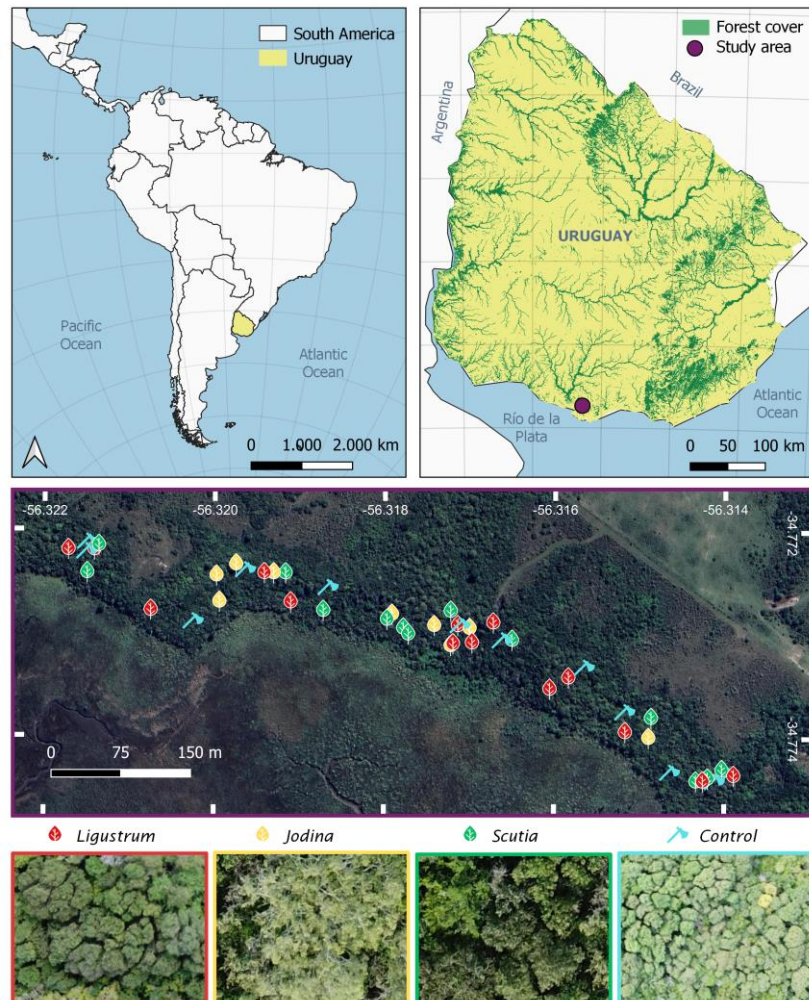 South America
Uruguay
Pacific
Ocean
Atlantic
Ocean
0 1.000 2.000 km
Forest cover
Study area
Argentina
Brazil
URUGUAY
Río de la
Plata
Atlantic
Ocean
0 50 100 km
-56.322 -56.320 -56.318 -56.316 -56.314
-34.772
-34.774
0 75 150 m
Ligustrum Jodina Scutia Control